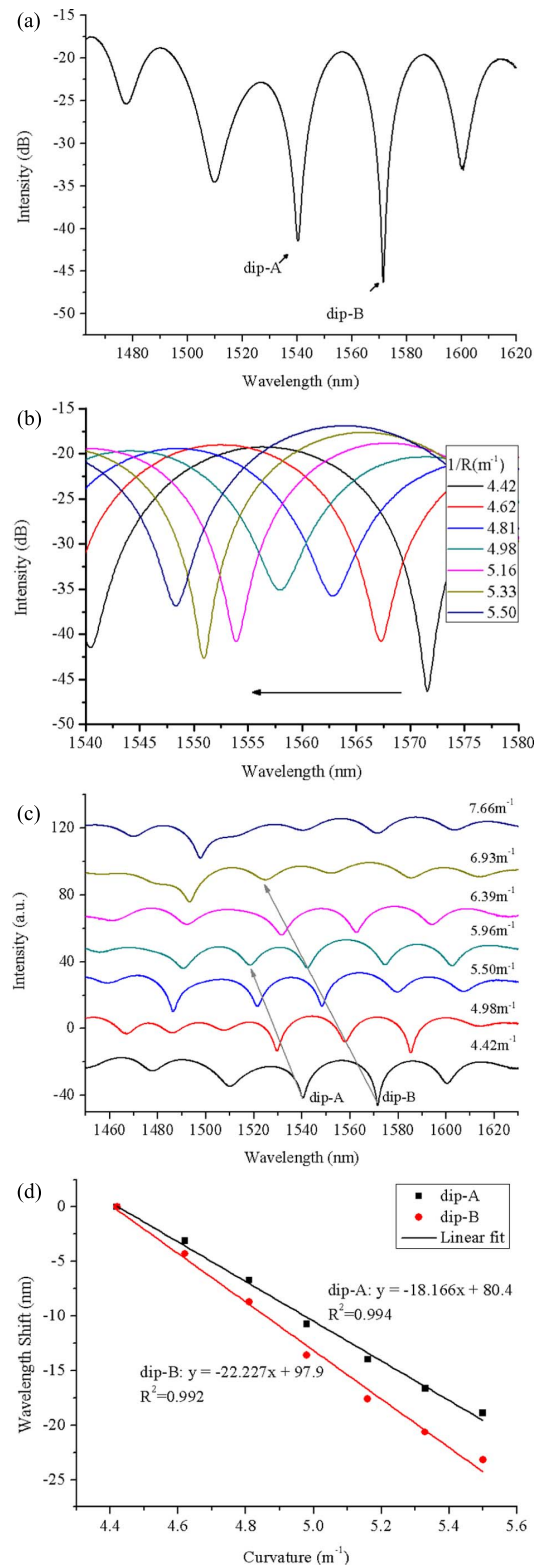 (a)
-15
-20
-25
-30
-35
-40
-45
-50
Intensity (dB)
dip-A
dip-B
1480 1500 1520 1540 1560 1580 1600 1620
Wavelength (nm)
(b)
-15
-20
-25
-30
-35
-40
-45
-50
Intensity (dB)
1/R(m⁻¹)
4.42
4.62
4.81
4.98
5.16
5.33
5.50
1540 1545 1550 1555 1560 1565 1570 1575 1580
Wavelength (nm)
(c)
120
80
40
0
-40
Intensity (a.u.)
7.66m⁻¹
6.93m⁻¹
6.39m⁻¹
5.96m⁻¹
5.50m⁻¹
4.98m⁻¹
4.42m⁻¹
dip-A
dip-B
1460 1480 1500 1520 1540 1560 1580 1600 1620
Wavelength (nm)
(d)
0
-5
-10
-15
-20
-25
Wavelength Shift (nm)
dip-A
dip-B
Linear fit
dip-A: y = -18.166x + 80.4
R²=0.994
dip-B: y = -22.227x + 97.9
R²=0.992
4.4 4.6 4.8 5.0 5.2 5.4 5.6
Curvature (m⁻¹)